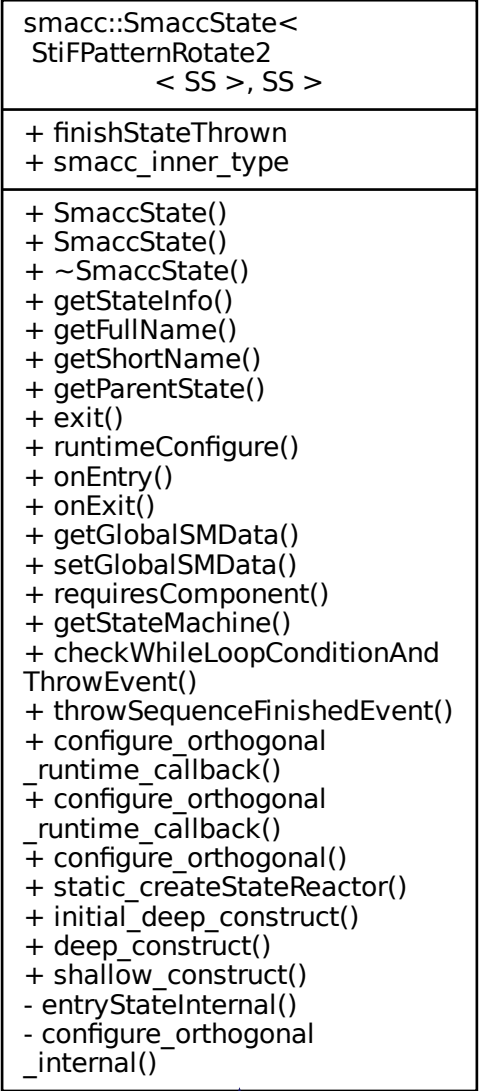 smacc::SmaccState<
StiFPatternRotate2
< SS >, SS >
+ finishStateThrown
+ smacc_inner_type
+ SmaccState()
+ SmaccState()
+ ~SmaccState()
+ getStateInfo()
+ getFullName()
+ getShortName()
+ getParentState()
+ exit()
+ runtimeConfigure()
+ onEntry()
+ onExit()
+ getGlobalSMData()
+ setGlobalSMData()
+ requiresComponent()
+ getStateMachine()
+ checkWhileLoopConditionAnd
ThrowEvent()
+ throwSequenceFinishedEvent()
+ configure_orthogonal
_runtime_callback()
+ configure_orthogonal
_runtime_callback()
+ configure_orthogonal()
+ static_createStateReactor()
+ initial_deep_construct()
+ deep_construct()
+ shallow_construct()
- entryStateInternal()
- configure_orthogonal
_internal()